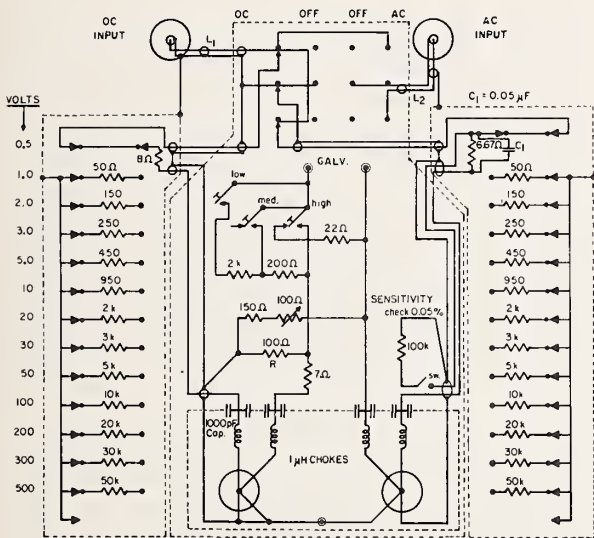 OC INPUT
OC OFF OFF AC
AC INPUT
L1
L2
C1 = 0.05 μF
VOLTS
0.5
1.0
2.0
3.0
5.0
10
20
30
50
100
200
300
500
8Ω
50Ω
150
250
450
950
2k
3k
5k
10k
20k
30k
50k
GALV.
low
med.
high
22Ω
2k
200Ω
150Ω
100Ω
100Ω
R
7Ω
SENSITIVITY
check 0.05%
100k
sw.
1000pF
Cap.
1 μH CHOKES
6.67Ω
C1
50Ω
150
250
450
950
2k
3k
5k
10k
20k
30k
50k